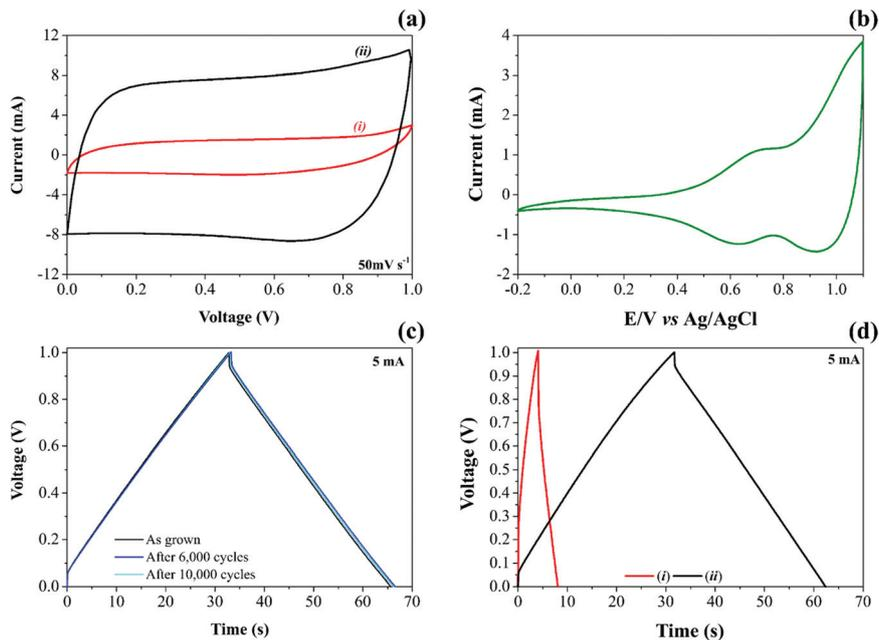 (a)
12
8
4
0
-4
-8
-12
Current (mA)
(ii)
(i)
50mV s⁻¹
0.0 0.2 0.4 0.6 0.8 1.0
Voltage (V)
(b)
4
3
2
1
0
-1
-2
Current (mA)
-0.2 0.0 0.2 0.4 0.6 0.8 1.0
E/V vs Ag/AgCl
(c)
1.0
0.8
0.6
0.4
0.2
0.0
Voltage (V)
5 mA
As grown
After 6,000 cycles
After 10,000 cycles
0 10 20 30 40 50 60 70
Time (s)
(d)
1.0
0.9
0.8
0.7
0.6
0.5
0.4
0.3
0.2
0.1
0.0
Voltage (V)
5 mA
(i) (ii)
0 10 20 30 40 50 60 70
Time (s)